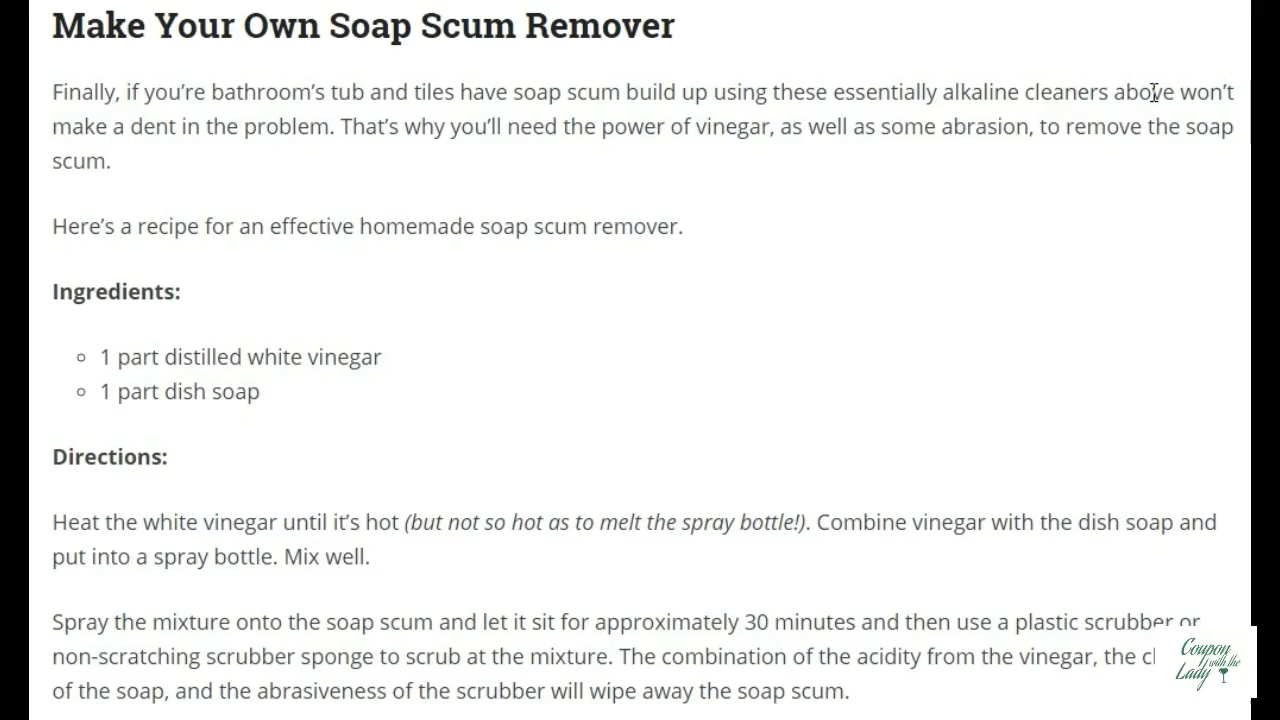 Make Your Own Soap Scum Remover
Finally, if you're bathroom's tub and tiles have soap scum build up using these essentially alkaline cleaners above won't
make a dent in the problem. That's why you'll need the power of vinegar, as well as some abrasion, to remove the soap
scum.
Here's a recipe for an effective homemade soap scum remover.
Ingredients:
1 part distilled white vinegar
1 part dish soap
Directions:
Heat the white vinegar until it's hot (but not so hot as to melt the spray bottle!). Combine vinegar with the dish soap and
put into a spray bottle. Mix well.
Spray the mixture onto the soap scum and let it sit for approximately 30 minutes and then use a plastic scrubber or
non-scratching scrubber sponge to scrub at the mixture. The combination of the acidity from the vinegar, the
of the soap, and the abrasiveness of the scrubber will wipe away the soap scum.
Coupon
with the
Lady